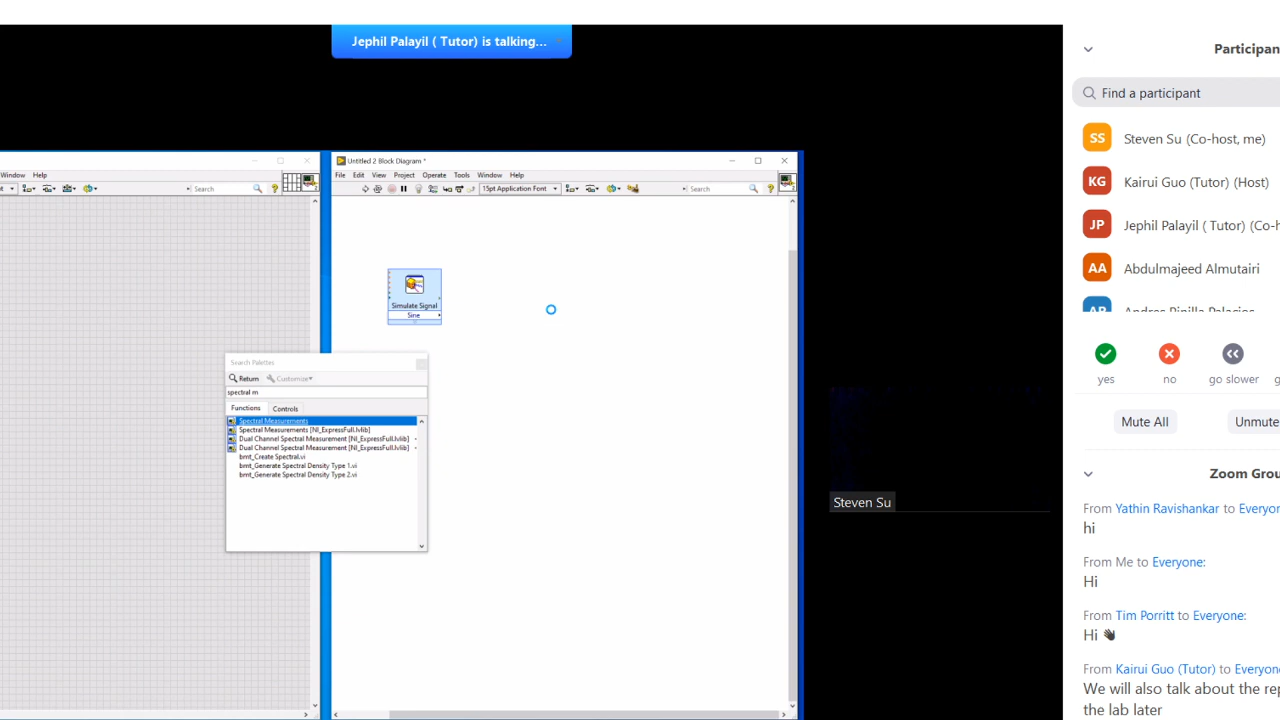 Jephil Palayil ( Tutor) is talking...
Window Help
Search
Untitled 2 Block Diagram *
File Edit View Project Operate Tools Window Help
15pt Application Font
Search
Simulate Signal
Sine
Search Palettes
Return Customize
spectral m
Functions Controls
Spectral Measurements
Spectral Measurements [NI_ExpressFull.lvlib]
Dual Channel Spectral Measurement [NI_ExpressFull.lvlib]
Dual Channel Spectral Measurement [NI_ExpressFull.lvlib]
bmt_Create Spectral.vi
bmt_Generate Spectral Density Type 1.vi
bmt_Generate Spectral Density Type 2.vi
Steven Su
Participan
Find a participant
SS Steven Su (Co-host, me)
KG Kairui Guo (Tutor) (Host)
JP Jephil Palayil ( Tutor) (Co-h
AA Abdulmajeed Almutairi
AP Andres Pinilla Palacios
yes no go slower g
Mute All Unmute
Zoom Grou
From Yathin Ravishankar to Everyon
hi
From Me to Everyone:
Hi
From Tim Porritt to Everyone:
Hi 👋
From Kairui Guo (Tutor) to Everyone
We will also talk about the rep
the lab later